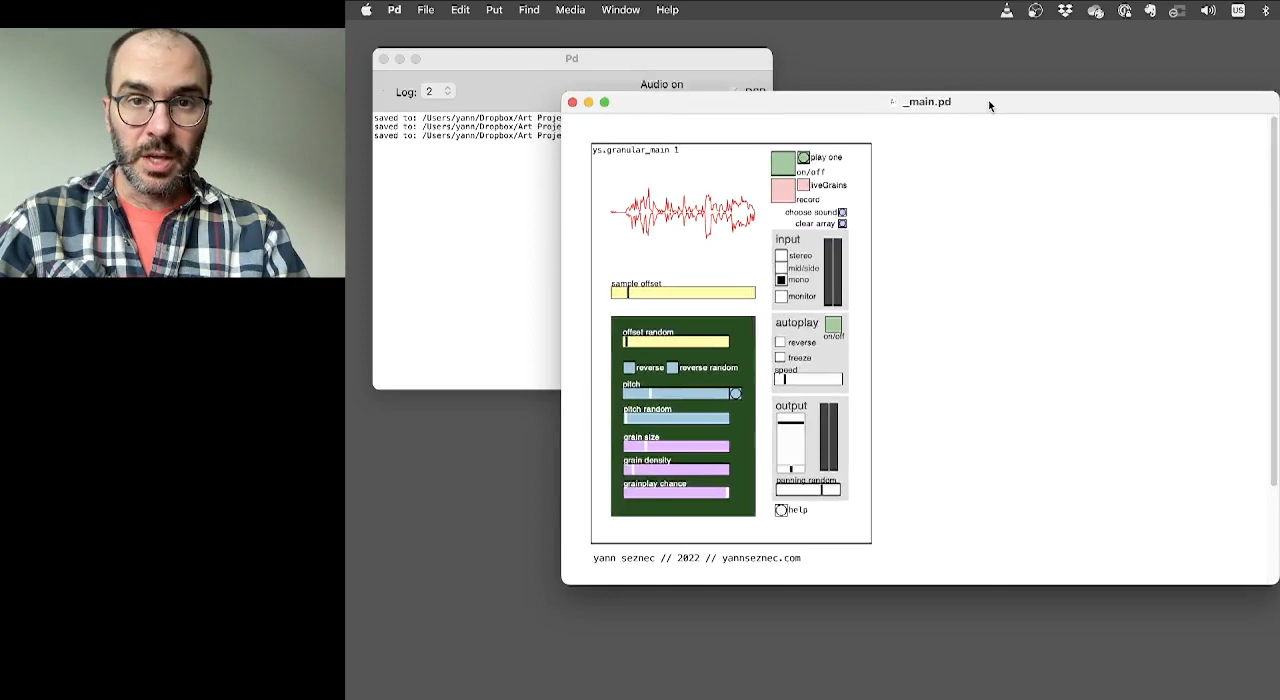 Pd File Edit Put Find Media Window Help
US
Pd
Log: 2
Audio on
saved to: /Users/yann/Dropbox/Art Proje
saved to: /Users/yann/Dropbox/Art Proje
saved to: /Users/yann/Dropbox/Art Proje
_main.pd
ys.granular_main 1
play one
on/off
iveGrains
record
choose sound
clear array
input
stereo
mid/side
mono
monitor
sample offset
autoplay
on/off
reverse
freeze
speed
offset random
reverse
reverse random
pitch
pitch random
grain size
grain density
grainplay chance
output
panning random
help
yann seznec // 2022 // yannseznec.com